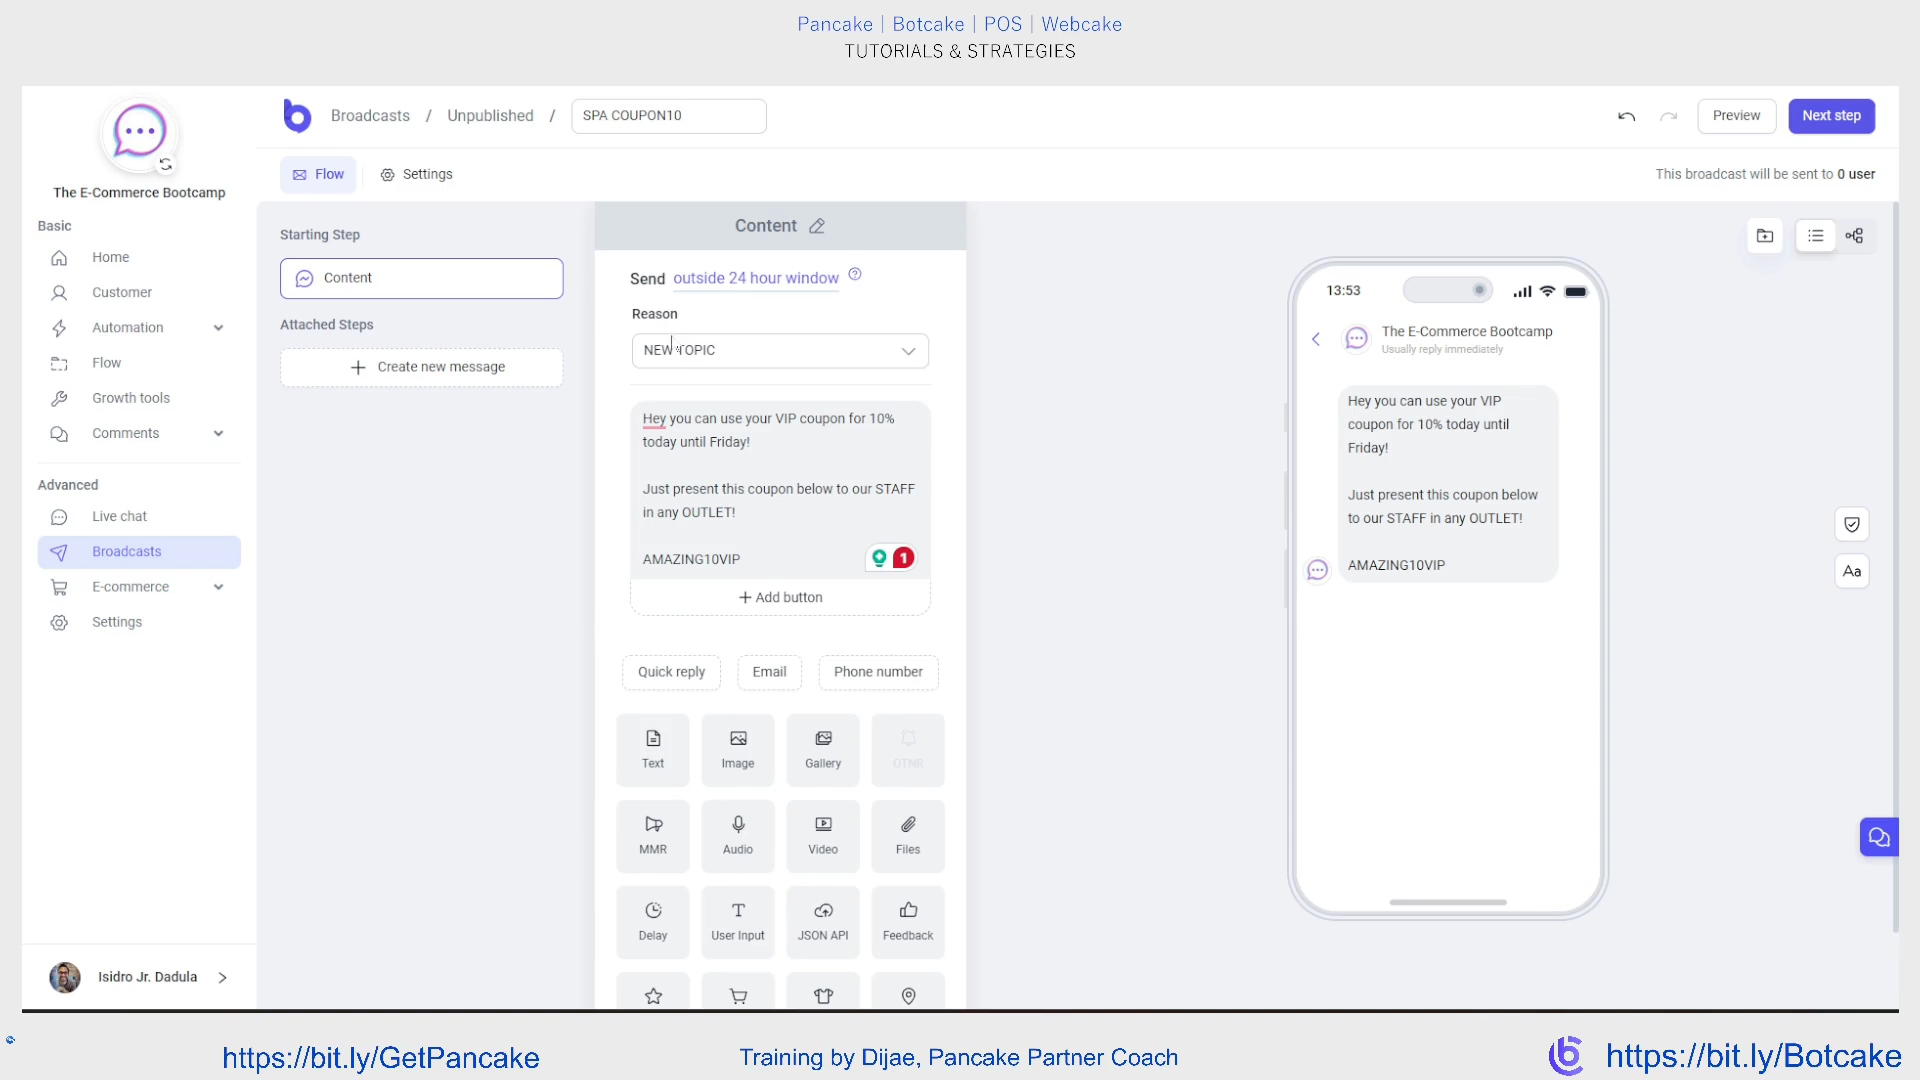 Pancake | Botcake | POS | Webcake
TUTORIALS & STRATEGIES
Broadcasts / Unpublished / SPA COUPON10
Preview
Next step
Flow
Settings
This broadcast will be sent to 0 user
The E-Commerce Bootcamp
Basic
Home
Customer
Automation
Flow
Growth tools
Comments
Advanced
Live chat
Broadcasts
E-commerce
Settings
Isidro Jr. Dadula
Starting Step
Content
Attached Steps
Create new message
Content
Send outside 24 hour window
Reason
NEW TOPIC
Hey you can use your VIP coupon for 10%
today until Friday!
Just present this coupon below to our STAFF
in any OUTLET!
AMAZING10VIP
1
Add button
Quick reply
Email
Phone number
Text
Image
Gallery
OTNR
MMR
Audio
Video
Files
Delay
User Input
JSON API
Feedback
13:53
The E-Commerce Bootcamp
Usually reply immediately
Hey you can use your VIP
coupon for 10% today until
Friday!
Just present this coupon below
to our STAFF in any OUTLET!
AMAZING10VIP
Aa
https://bit.ly/GetPancake
Training by Dijae, Pancake Partner Coach
https://bit.ly/Botcake